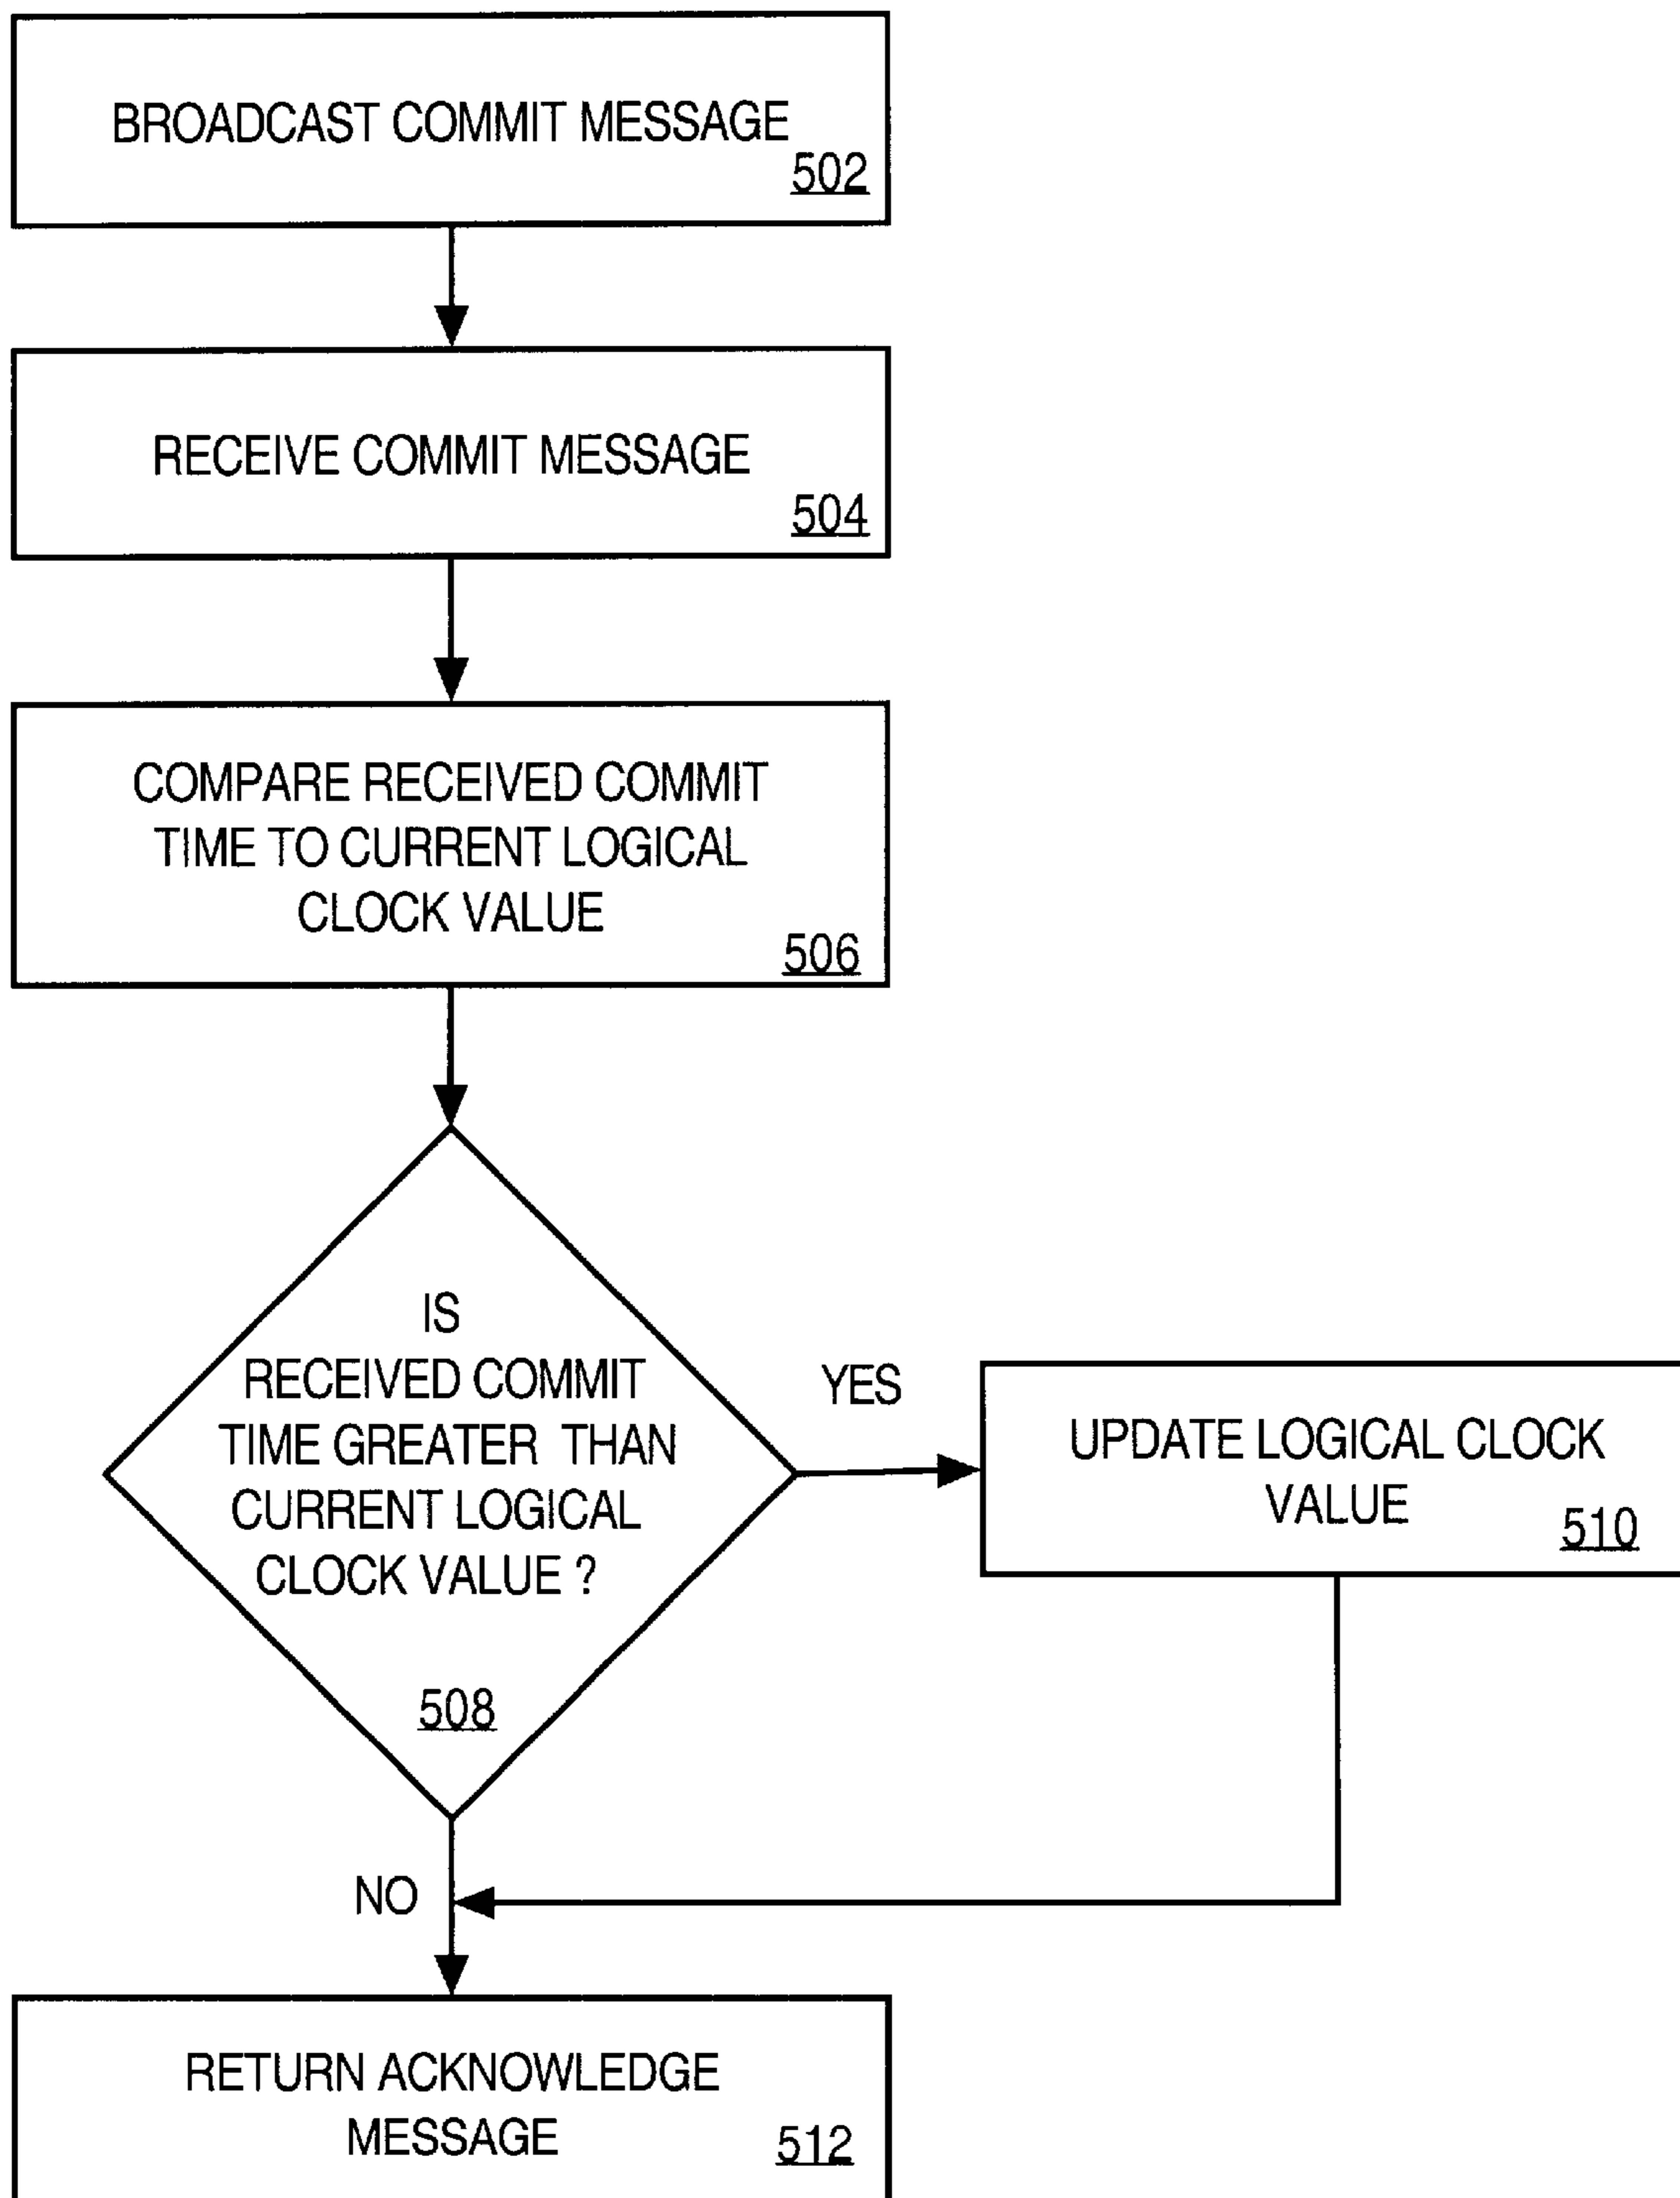 BROADCAST COMMIT MESSAGE
502
RECEIVE COMMIT MESSAGE
504
COMPARE RECEIVED COMMIT
TIME TO CURRENT LOGICAL
CLOCK VALUE
506
IS
RECEIVED COMMIT
TIME GREATER THAN
CURRENT LOGICAL
CLOCK VALUE ?
508
YES
UPDATE LOGICAL CLOCK
VALUE
510
NO
RETURN ACKNOWLEDGE
MESSAGE
512